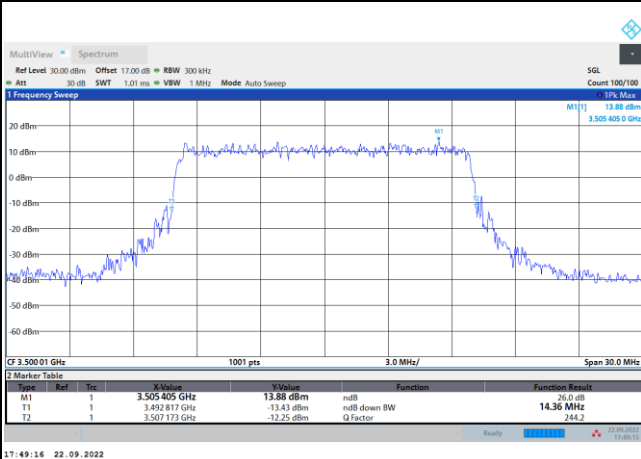 MultiView Spectrum
Ref Level 30.00 dBm Offset 17.00 dB RBW 300 kHz SGL
Att 30 dB SWT 1.01 ms VBW 1 MHz Mode Auto Sweep Count 100/100
1 Frequency Sweep 1Pk Max
M1[1] 13.88 dBm
3.505 405 0 GHz
M1
20 dBm
10 dBm
0 dBm
-10 dBm
-20 dBm
-30 dBm
-40 dBm
-50 dBm
-60 dBm
CF 3.500 01 GHz 1001 pts 3.0 MHz/ Span 30.0 MHz
2 Marker Table
Type Ref Trc X-Value Y-Value Function Function Result
M1 1 3.505 405 GHz 13.88 dBm ndB 26.0 dB
T1 1 3.492 817 GHz -13.43 dBm ndB down BW 14.36 MHz
T2 1 3.507 173 GHz -12.25 dBm Q Factor 244.2
Ready 22.09.2022
17:49:15
17:49:16 22.09.2022